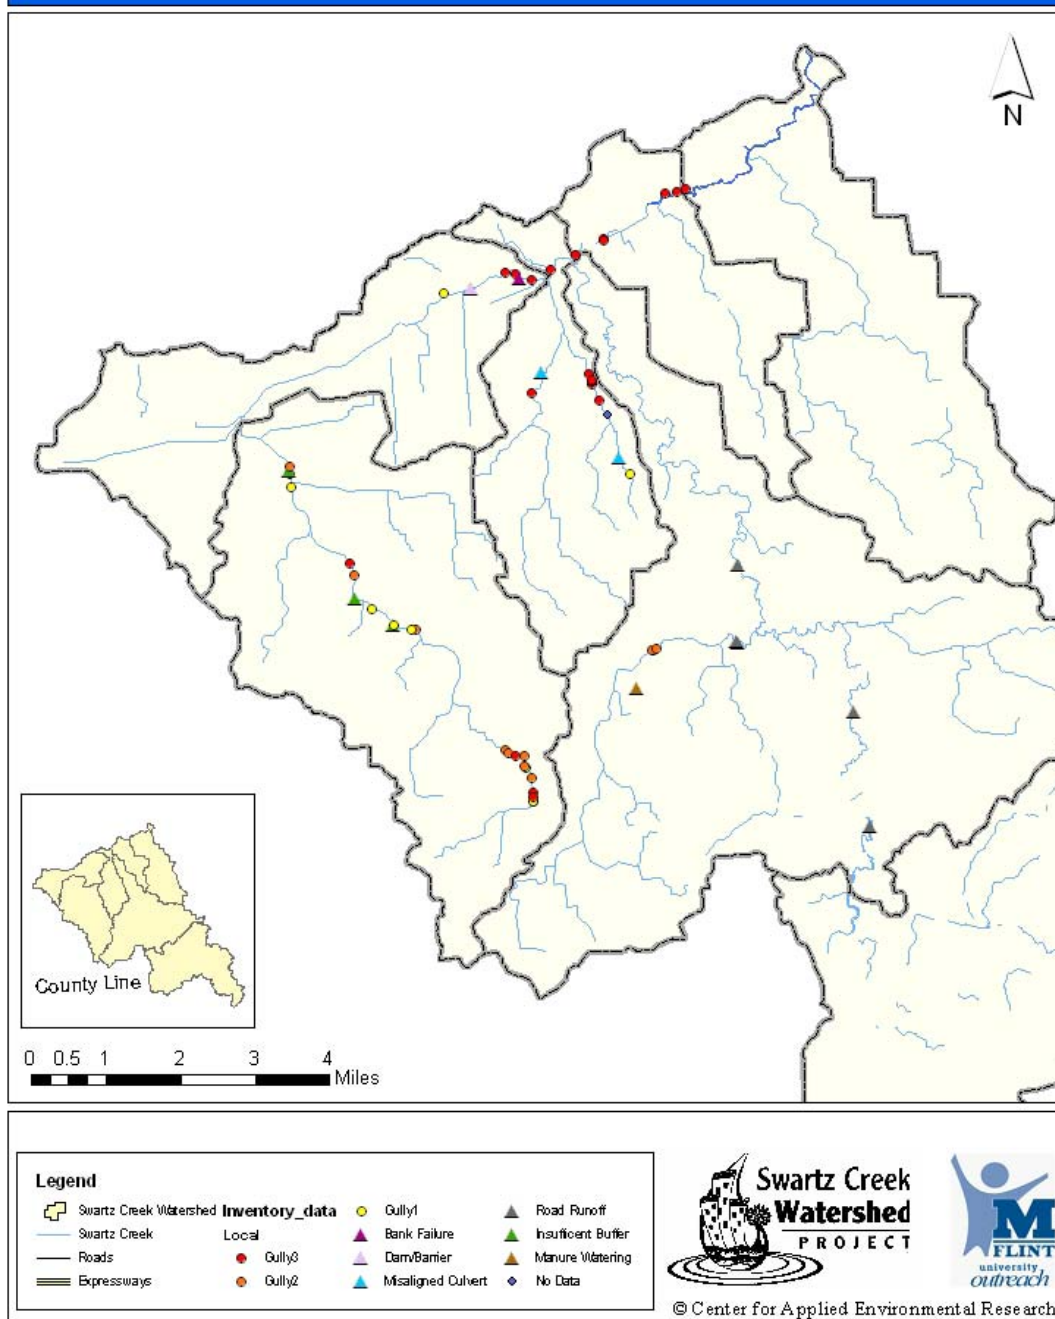 N
County Line
0 0.5 1 2 3 4
Miles
Legend
Swartz Creek Watershed
Swartz Creek
Roads
Expressways
Inventory_data
Local
Gully3
Gully2
Gully1
Bank Failure
Dam/Barrier
Misaligned Culvert
Road Runoff
Insufficent Buffer
Manure Watering
No Data
Swartz Creek
Watershed
PROJECT
M
FLINT
university
outreach
© Center for Applied Environmental Research